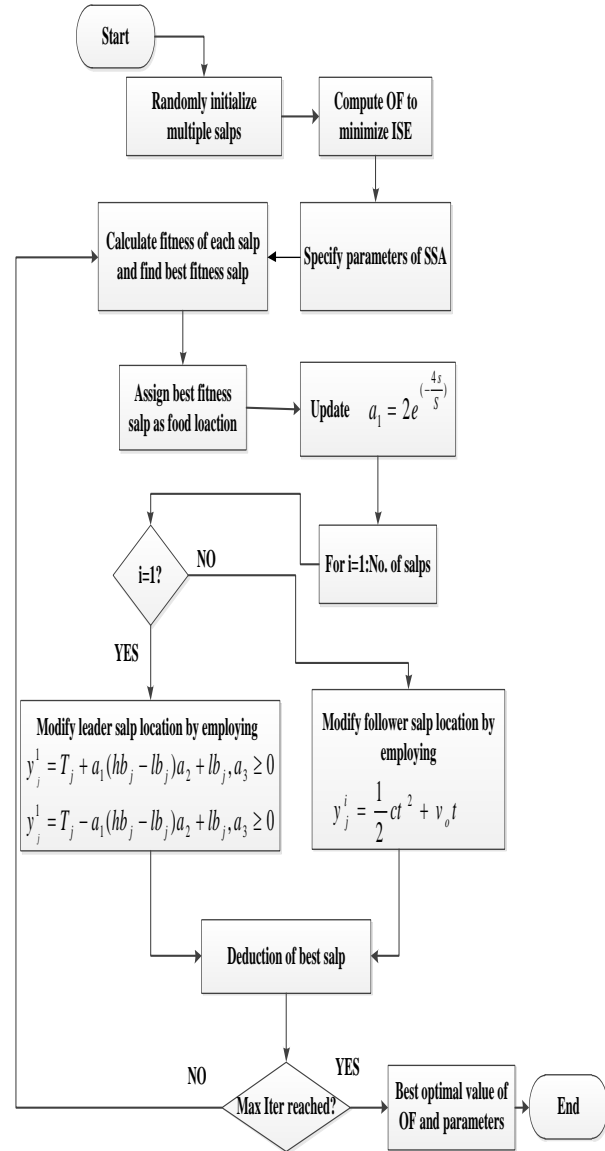 Start
Randomly initialize
multiple salps
Compute OF to
minimize ISE
Calculate fitness of each salp
and find best fitness salp
Specify parameters of SSA
Assign best fitness
salp as food loaction
Update a_1 = 2e^{(-\frac{4s}{s})}
For i=1:No. of salps
i=1?
NO
YES
Modify leader salp location by employing
y_j^1 = T_j + a_1(hb_j - lb_j)a_2 + lb_j, a_3 ≥ 0
y_j^1 = T_j - a_1(hb_j - lb_j)a_2 + lb_j, a_3 ≥ 0
Modify follower salp location by
employing
y_j^i = \frac{1}{2}ct^2 + v_o t
Deduction of best salp
NO
Max Iter reached?
YES
Best optimal value of
OF and parameters
End